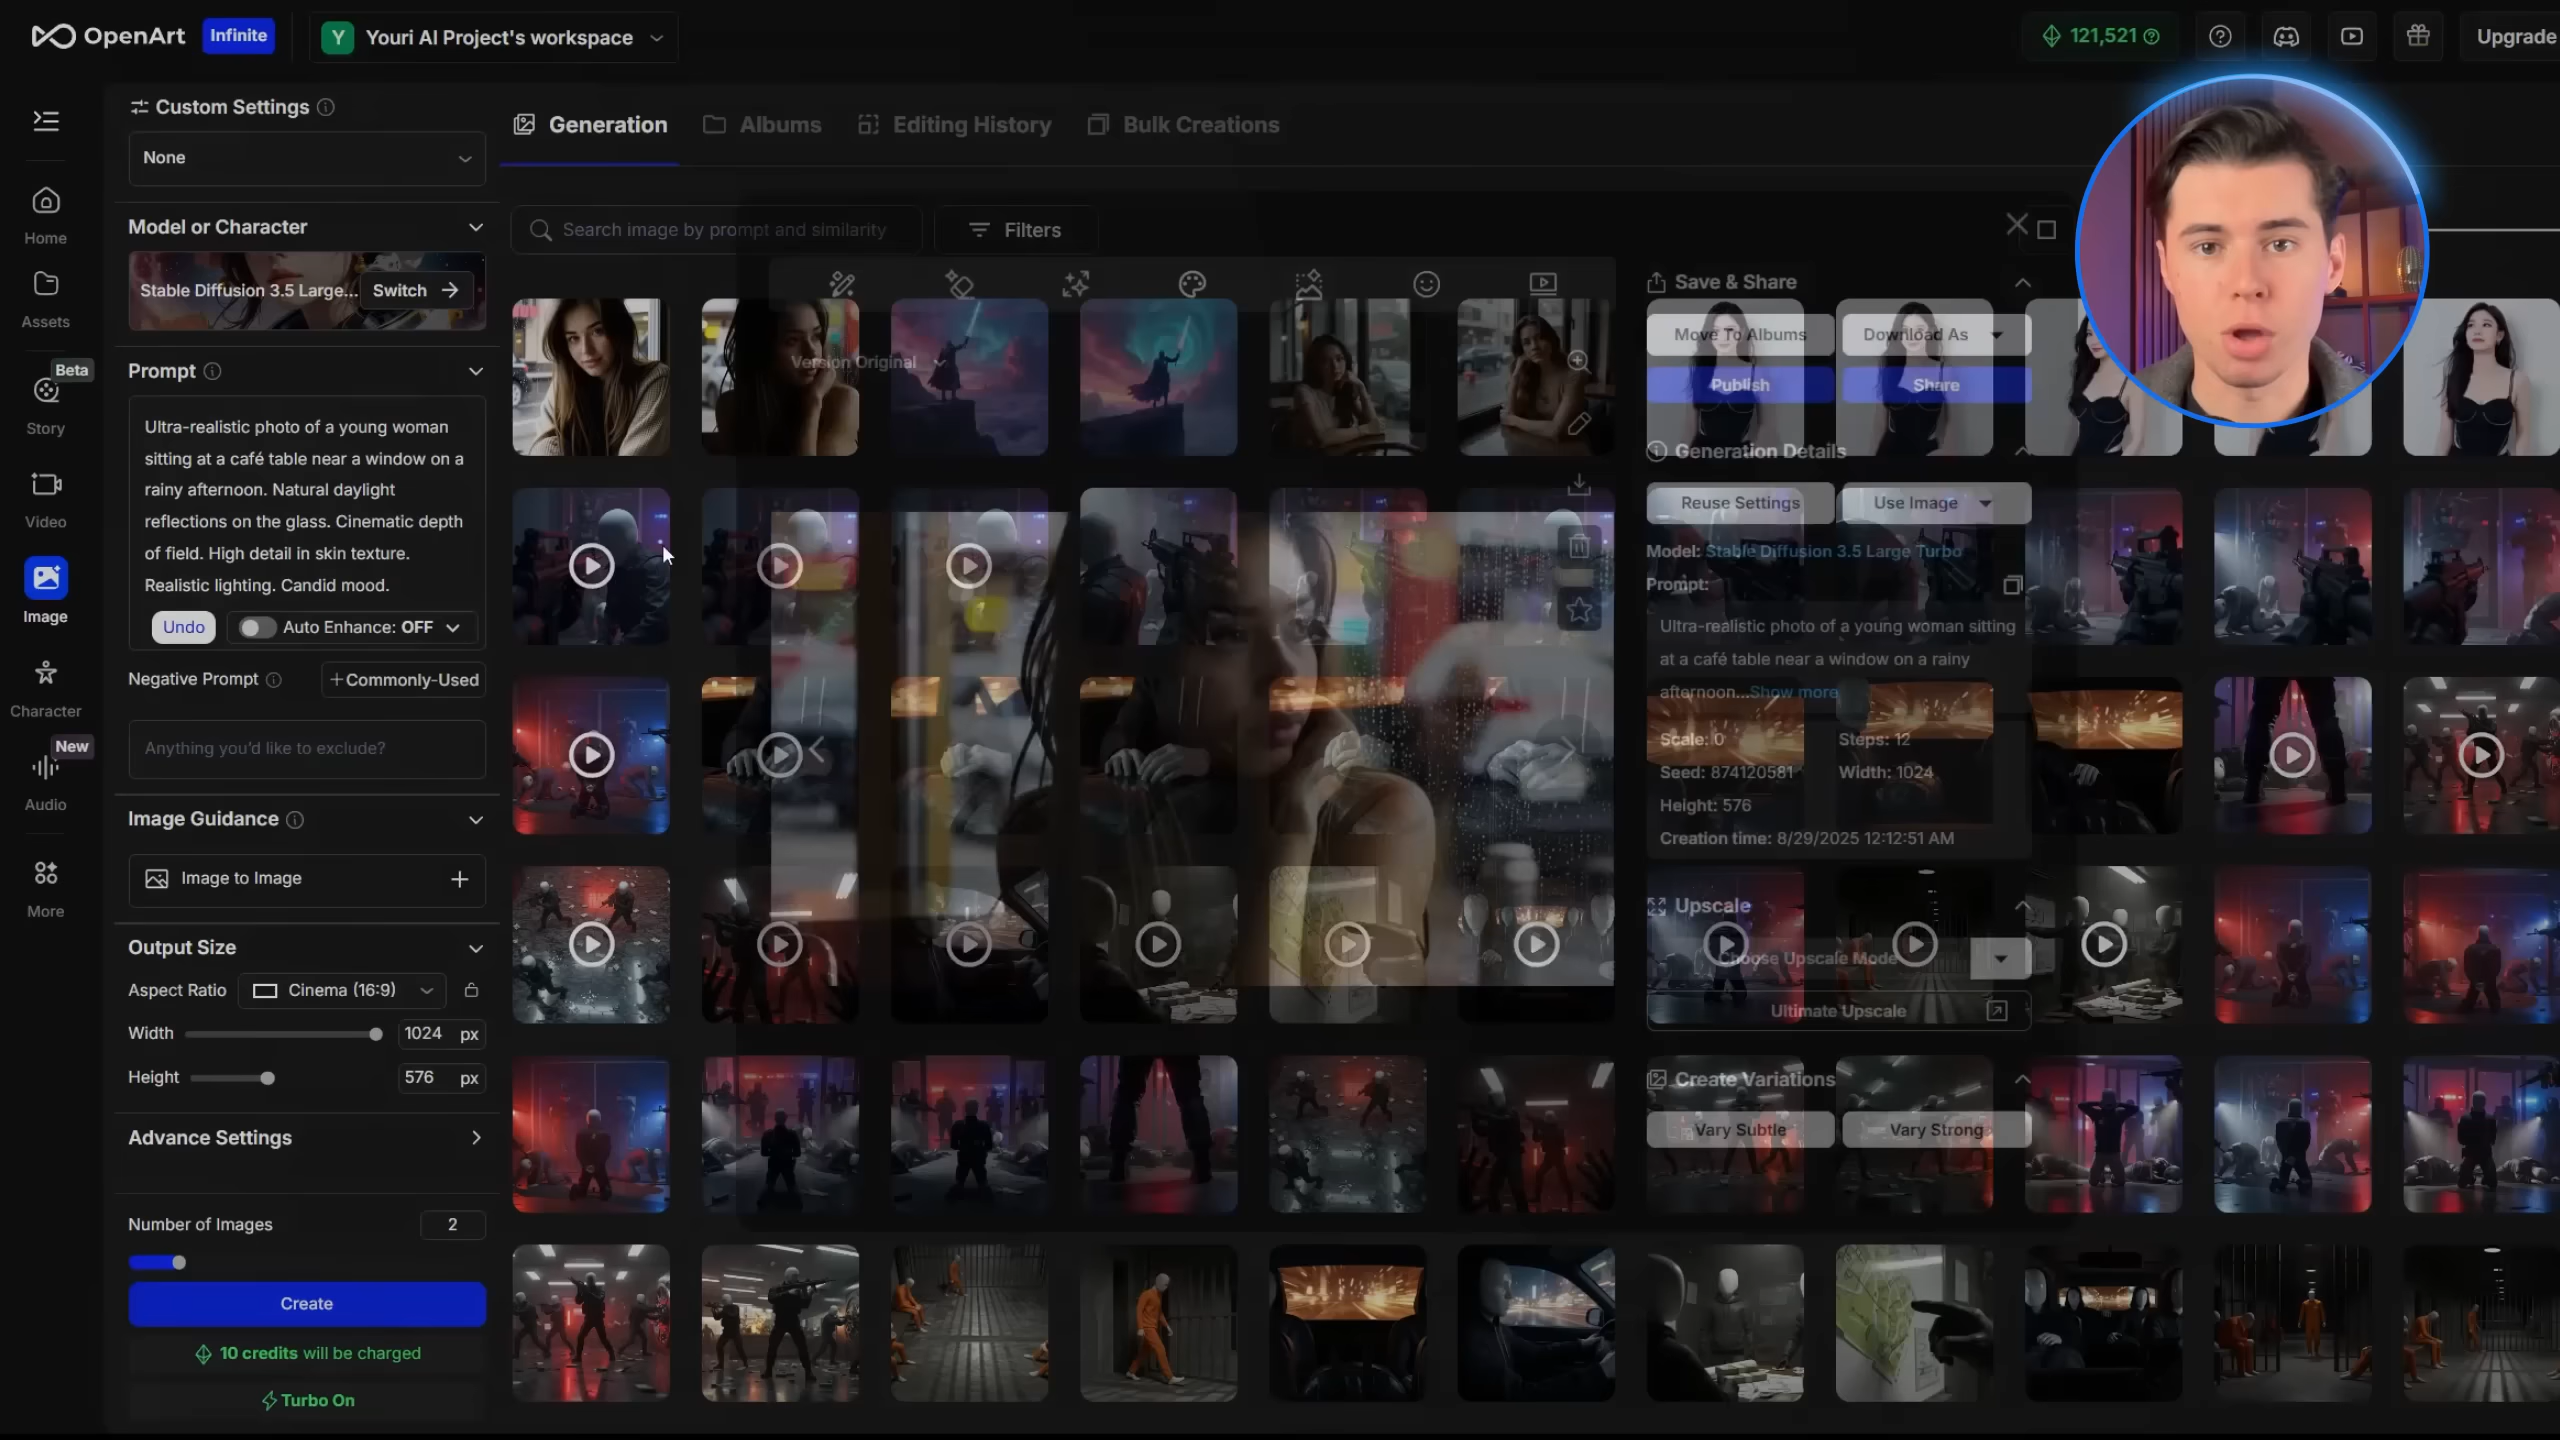 OpenArt
Infinite
Y
Youri AI Project's workspace
121,521
Upgrade
Home
Assets
Beta
Story
Video
Image
Character
New
Audio
More
Custom Settings
None
Model or Character
Stable Diffusion 3.5 Large...
Switch
Prompt
Ultra-realistic photo of a young woman
sitting at a café table near a window on a
rainy afternoon. Natural daylight
reflections on the glass. Cinematic depth
of field. High detail in skin texture.
Realistic lighting. Candid mood.
Undo
Auto Enhance: OFF
Negative Prompt
+Commonly-Used
Anything you'd like to exclude?
Image Guidance
Image to Image
Output Size
Aspect Ratio
Cinema (16:9)
Width
1024 px
Height
576 px
Advance Settings
Number of Images
2
Create
10 credits will be charged
Turbo On
Generation
Albums
Editing History
Bulk Creations
Search image by prompt and similarity
Filters
Version Original
Save & Share
Move To Albums
Download As
Publish
Share
Generation Details
Reuse Settings
Use Image
Model: Stable Diffusion 3.5 Large Turbo
Prompt:
Ultra-realistic photo of a young woman sitting
at a café table near a window on a rainy
afternoon...Show more
Scale: 0
Steps: 12
Seed: 874120581
Width: 1024
Height: 576
Creation time: 8/29/2025 12:12:51 AM
Upscale
Choose Upscale Mode
Ultimate Upscale
Create Variations
Vary Subtle
Vary Strong